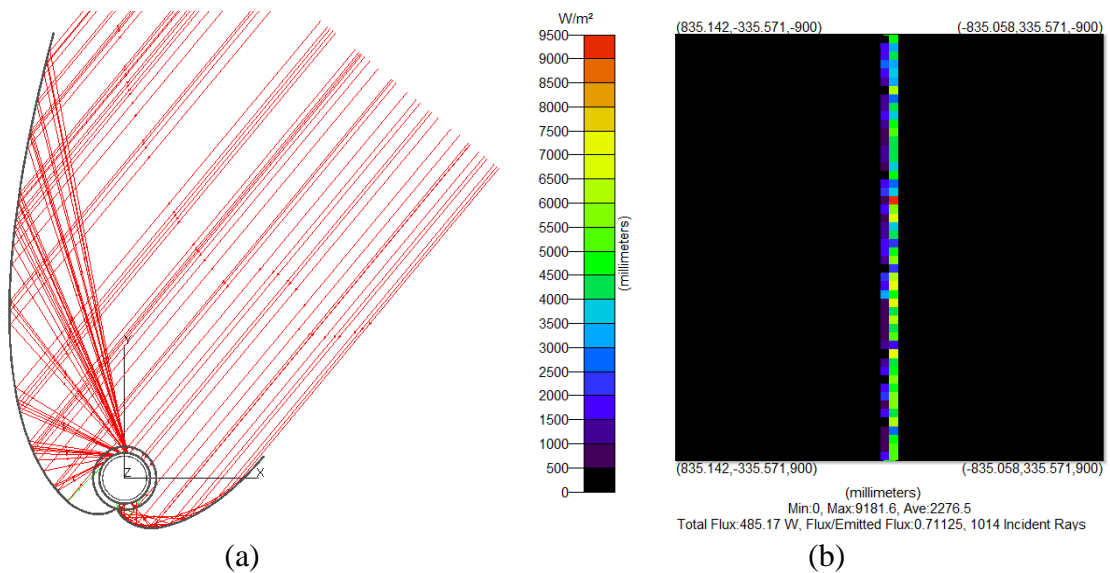 Y
Z
X
W/m²
9500
9000
8500
8000
7500
7000
6500
6000
5500
5000
4500
4000
3500
3000
2500
2000
1500
1000
500
0
(millimeters)
(835.142,-335.571,-900) (-835.058,335.571,-900)
(835.142,-335.571,900) (-835.058,335.571,900)
(millimeters)
Min:0, Max:9181.6, Ave:2276.5
Total Flux:485.17 W, Flux/Emitted Flux:0.71125, 1014 Incident Rays
(a) (b)